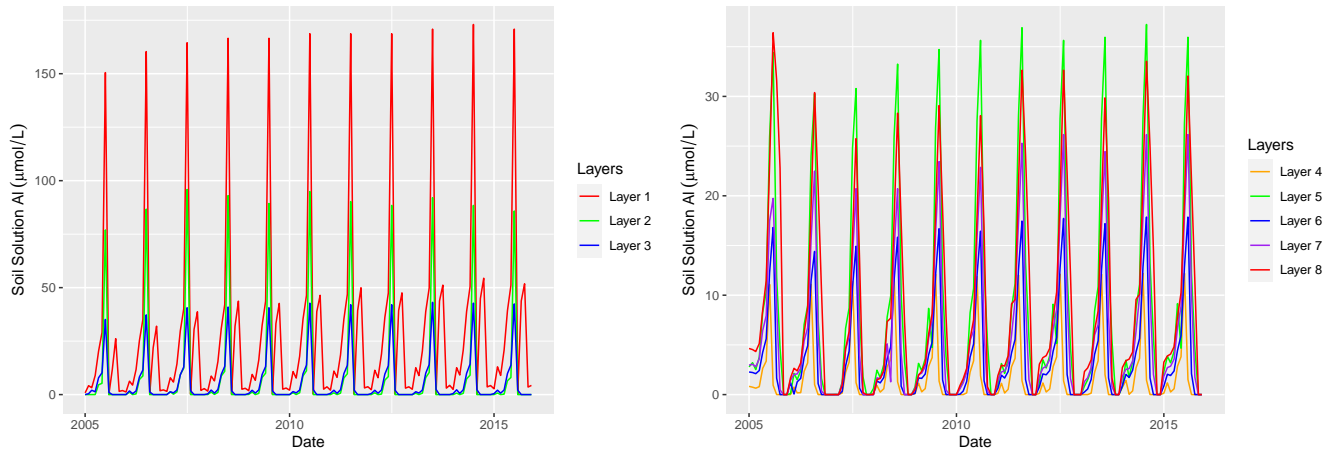 Soil Solution Al (μmol/L)
150
100
50
0
2005
2010
2015
Date
Layers
Layer 1
Layer 2
Layer 3
Soil Solution Al (μmol/L)
30
20
10
0
2005
2010
2015
Date
Layers
Layer 4
Layer 5
Layer 6
Layer 7
Layer 8